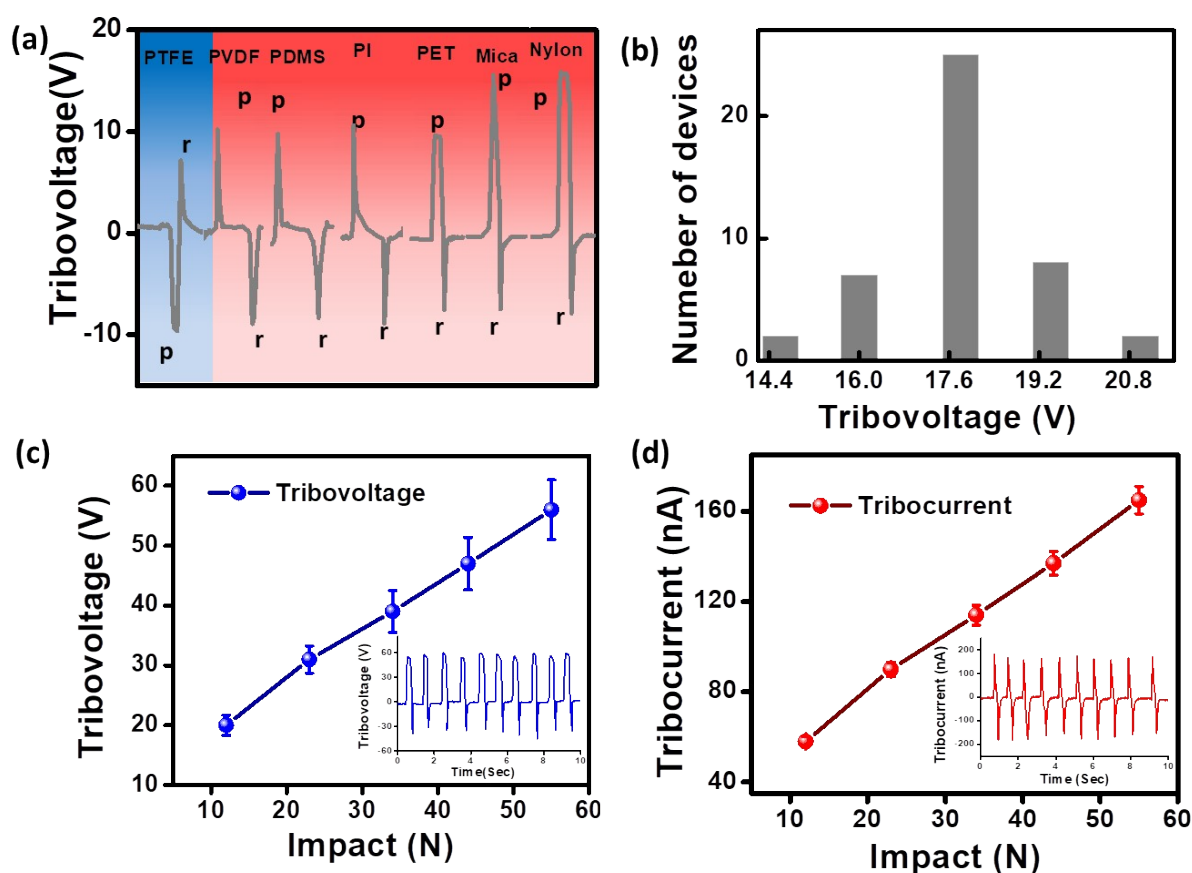 (a)
Tribovoltage(V)
20
10
0
-10
PTFE PVDF PDMS PI PET Mica Nylon
p r p r p r p r p r p r p r
(b)
Numeber of devices
20
10
0
14.4 16.0 17.6 19.2 20.8
Tribovoltage (V)
(c)
Tribovoltage (V)
60
50
40
30
20
10
Tribovoltage
Tribovoltage (V)
60
30
0
-30
-60
0 2 4 6 8 10
Time(Sec)
10 20 30 40 50 60
Impact (N)
(d)
Tribocurrent (nA)
160
120
80
40
Tribocurrent
Tribocurrent (nA)
200
100
0
-100
-200
0 2 4 6 8 10
Time (Sec)
10 20 30 40 50 60
Impact (N)